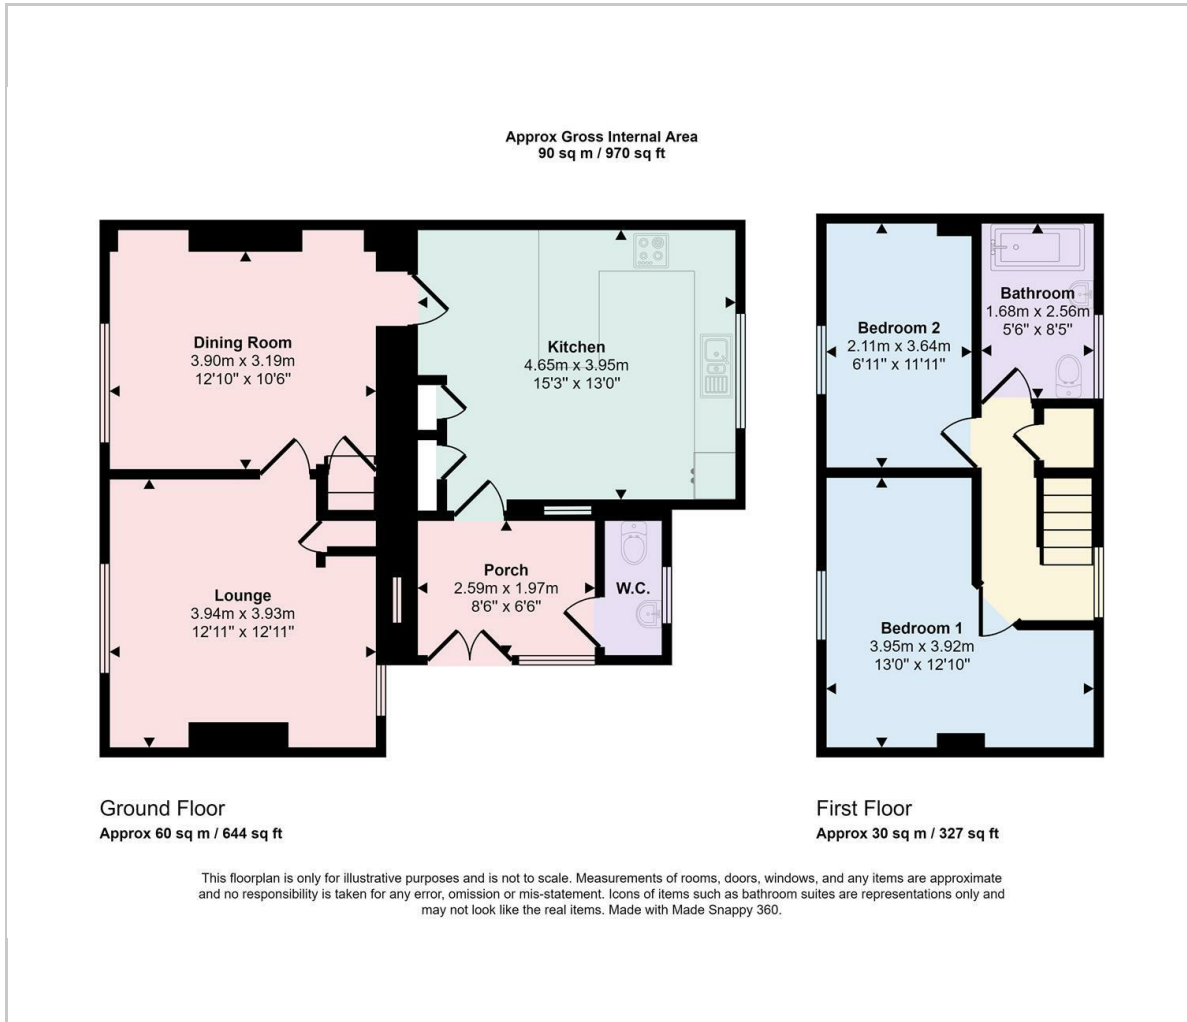 Approx Gross Internal Area
90 sq m / 970 sq ft
Dining Room
3.90m x 3.19m
12'10" x 10'6"
Kitchen
4.65m x 3.95m
15'3" x 13'0"
Lounge
3.94m x 3.93m
12'11" x 12'11"
Porch
2.59m x 1.97m
8'6" x 6'6"
W.C.
Bedroom 2
2.11m x 3.64m
6'11" x 11'11"
Bathroom
1.68m x 2.56m
5'6" x 8'5"
Bedroom 1
3.95m x 3.92m
13'0" x 12'10"
Ground Floor
Approx 60 sq m / 644 sq ft
First Floor
Approx 30 sq m / 327 sq ft
This floorplan is only for illustrative purposes and is not to scale. Measurements of rooms, doors, windows, and any items are approximate
and no responsibility is taken for any error, omission or mis-statement. Icons of items such as bathroom suites are representations only and
may not look like the real items. Made with Made Snappy 360.